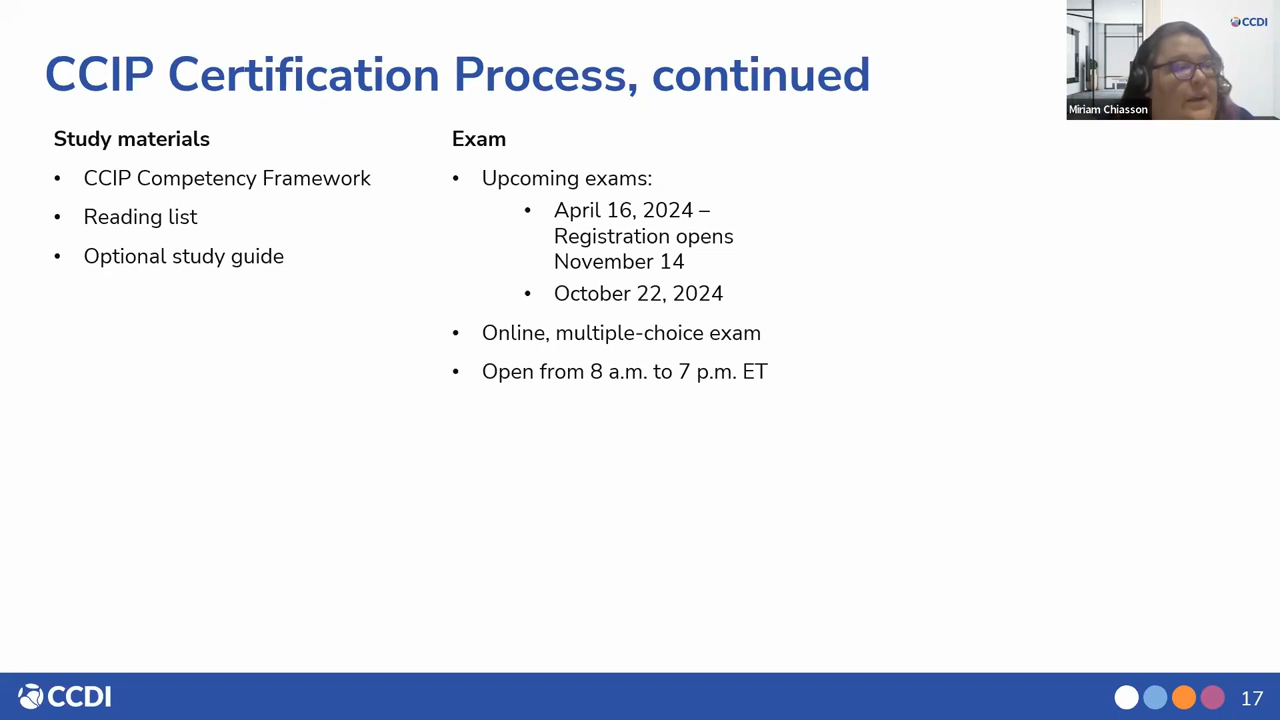 CCIP Certification Process, continued
CCDI
Miriam Chiasson
Study materials
• CCIP Competency Framework
• Reading list
• Optional study guide
Exam
• Upcoming exams:
• April 16, 2024 –
Registration opens
November 14
• October 22, 2024
• Online, multiple-choice exam
• Open from 8 a.m. to 7 p.m. ET
CCDI
17